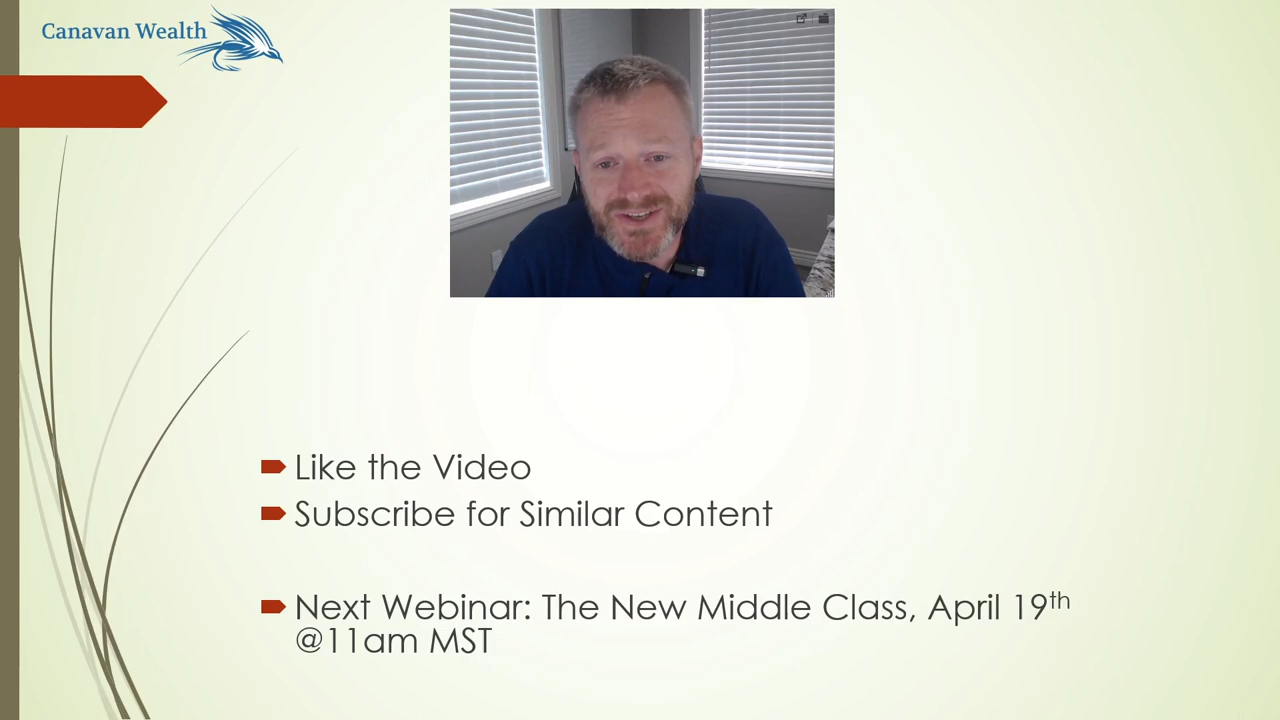 Canavan Wealth
Like the Video
Subscribe for Similar Content
Next Webinar: The New Middle Class, April 19th
@11am MST